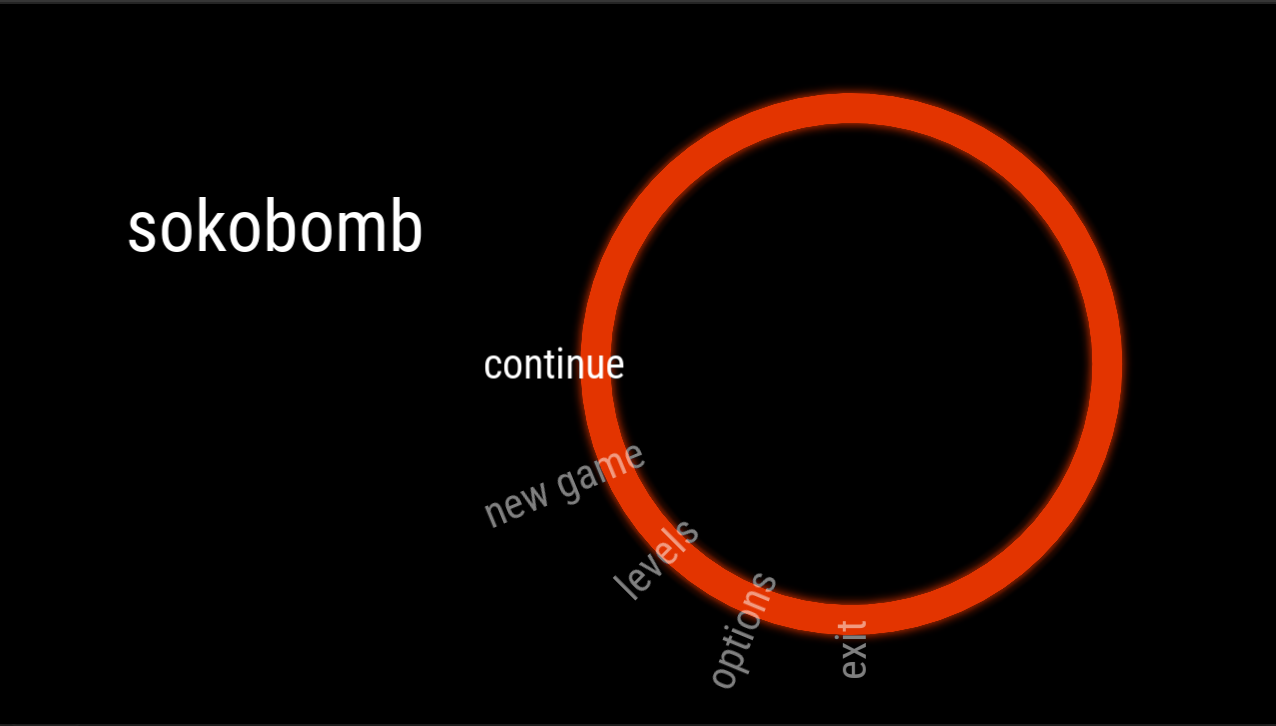 sokobomb
continue
new game
levels
options
exit